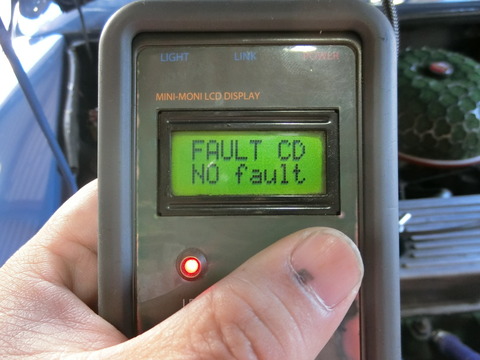 LIGHT LINK POWER
MINI-MONI LCD DISPLAY
FAULT CD
NO fault